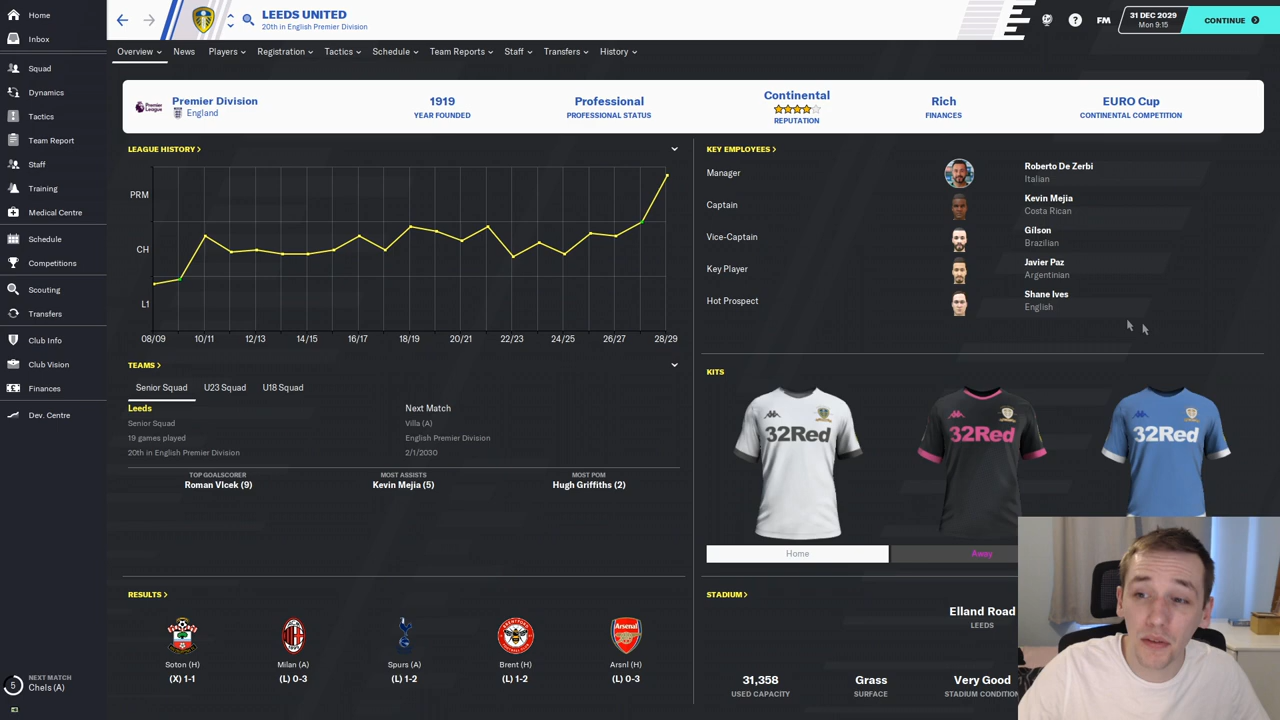 Home
Inbox
Squad
Dynamics
Tactics
Team Report
Staff
Training
Medical Centre
Schedule
Competitions
Scouting
Transfers
Club Info
Club Vision
Finances
Dev. Centre
5
NEXT MATCH
Chels (A)
LEEDS UNITED
20th in English Premier Division
?
FM
31 DEC 2029
Mon 9:15
CONTINUE
Overview
News
Players
Registration
Tactics
Schedule
Team Reports
Staff
Transfers
History
Premier League
Premier Division
England
1919
YEAR FOUNDED
Professional
PROFESSIONAL STATUS
Continental
REPUTATION
Rich
FINANCES
EURO Cup
CONTINENTAL COMPETITION
LEAGUE HISTORY >
PRM
CH
L1
08/09 10/11 12/13 14/15 16/17 18/19 20/21 22/23 24/25 26/27 28/29
TEAMS >
Senior Squad U23 Squad U18 Squad
Leeds
Senior Squad
19 games played
20th in English Premier Division
Next Match
Villa (A)
English Premier Division
2/1/2030
TOP GOALSCORER
Roman Vlcek (9)
MOST ASSISTS
Kevin Mejia (5)
MOST POM
Hugh Griffiths (2)
RESULTS >
Arsenal
Soton (H) Milan (A) Spurs (A) Brent (H) Arsnl (H)
(X) 1-1 (L) 0-3 (L) 1-2 (L) 1-2 (L) 0-3
KEY EMPLOYEES >
Manager
Roberto De Zerbi
Italian
Captain
Kevin Mejia
Costa Rican
Vice-Captain
Gílson
Brazilian
Key Player
Javier Paz
Argentinian
Hot Prospect
Shane Ives
English
KITS
32Red
32Red
32Red
Home
Away
STADIUM >
Elland Road
LEEDS
31,358
USED CAPACITY
Grass
SURFACE
Very Good
STADIUM CONDITION